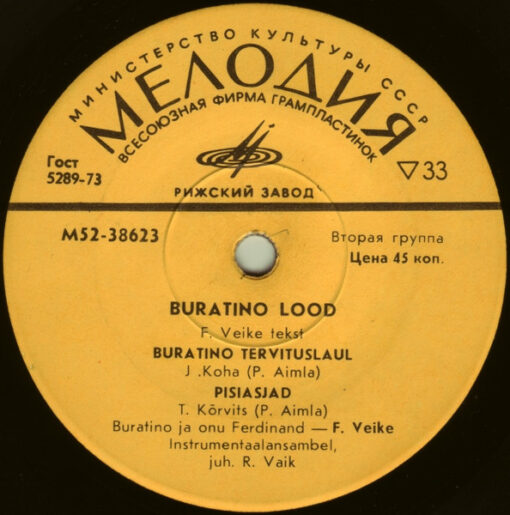 МИНИСТЕРСТВО КУЛЬТУРЫ СССР
МЕЛОДИЯ
ВСЕСОЮЗНАЯ ФИРМА ГРАМПЛАСТИНОК
Гост
5289-73
▽33
РИЖСКИЙ ЗАВОД
М52-38623
Вторая группа
Цена 45 коп.
BURATINO LOOD
F. Veike tekst
BURATINO TERVITUSLAUL
J .Koha (P. Aimla)
PISIASJAD
T. Kõrvits (P. Aimla)
Buratino ja onu Ferdinand — F. Veike
Instrumentaalansambel,
juh. R. Vaik